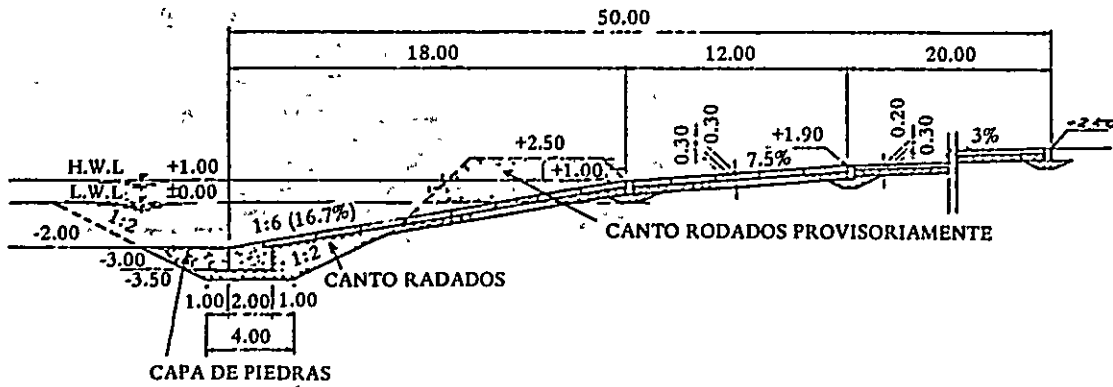 50.00
18.00 12.00 20.00
H.W.L +1.00
L.W.L ±0.00
+2.50
(+1.00)
0.30
0.30
+1.90
7.5%
0.20
0.30
3%
1:2
1:6 (16.7%)
CANTO RODADOS PROVISORIAMENTE
-2.00
-3.00
-3.50
1:2
CANTO RADADOS
1.00 2.00 1.00
4.00
CAPA DE PIEDRAS